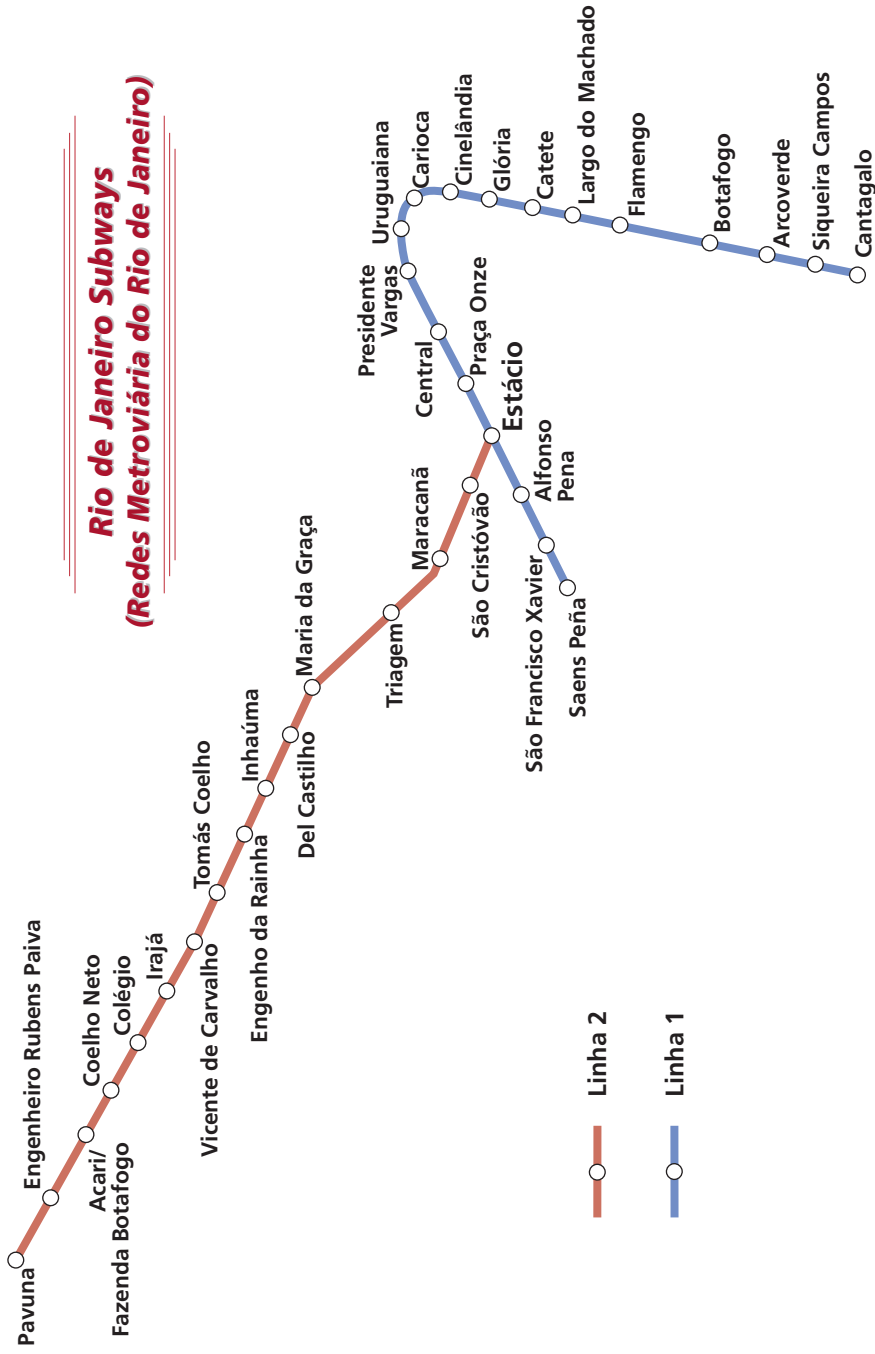 Rio de Janeiro Subways
(Redes Metroviária do Rio de Janeiro)
Pavuna
Engenheiro Rubens Paiva
Acari/
Fazenda Botafogo
Coelho Neto
Colégio
Irajá
Vicente de Carvalho
Tomás Coelho
Engenho da Rainha
Inhaúma
Del Castilho
Maria da Graça
Triagem
Maracanã
São Cristóvão
Estácio
Saens Peña
São Francisco Xavier
Alfonso
Pena
Praça Onze
Central
Presidente
Vargas
Uruguaiana
Carioca
Cinelândia
Glória
Catete
Largo do Machado
Flamengo
Botafogo
Arcoverde
Siqueira Campos
Cantagalo
Linha 2
Linha 1